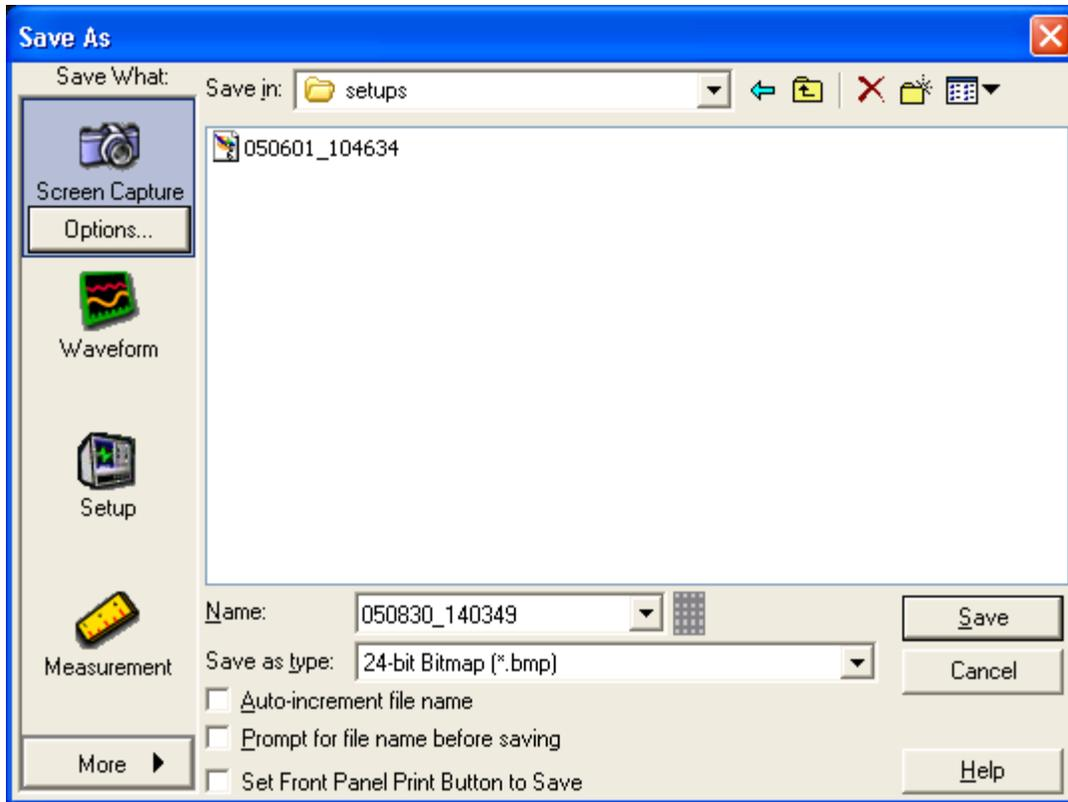 Save As
Save What:
Save in:
setups
Screen Capture
Options...
Waveform
Setup
Measurement
More
050601_104634
Name:
050830_140349
Save
Save as type:
24-bit Bitmap (*.bmp)
Cancel
Auto-increment file name
Prompt for file name before saving
Set Front Panel Print Button to Save
Help